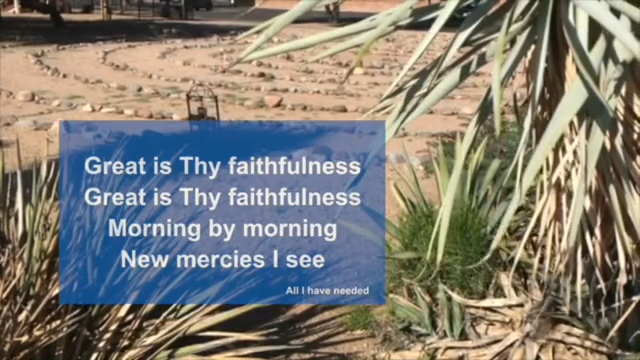 Great is Thy faithfulness
Great is Thy faithfulness
Morning by morning
New mercies I see
All I have needed